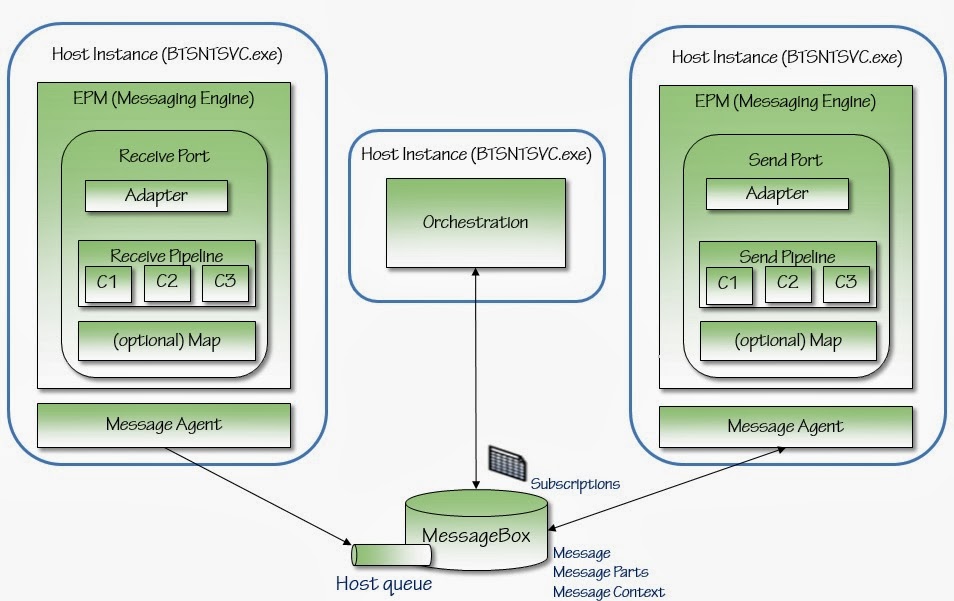 Host Instance (BTSNTSVC.exe)
EPM (Messaging Engine)
Receive Port
Adapter
Receive Pipeline
C1 C2 C3
(optional) Map
Message Agent
Host Instance (BTSNTSVC.exe)
Orchestration
Host Instance (BTSNTSVC.exe)
EPM (Messaging Engine)
Send Port
Adapter
Send Pipeline
C1 C2 C3
(optional) Map
Message Agent
Subscriptions
MessageBox
Host queue
Message
Message Parts
Message Context